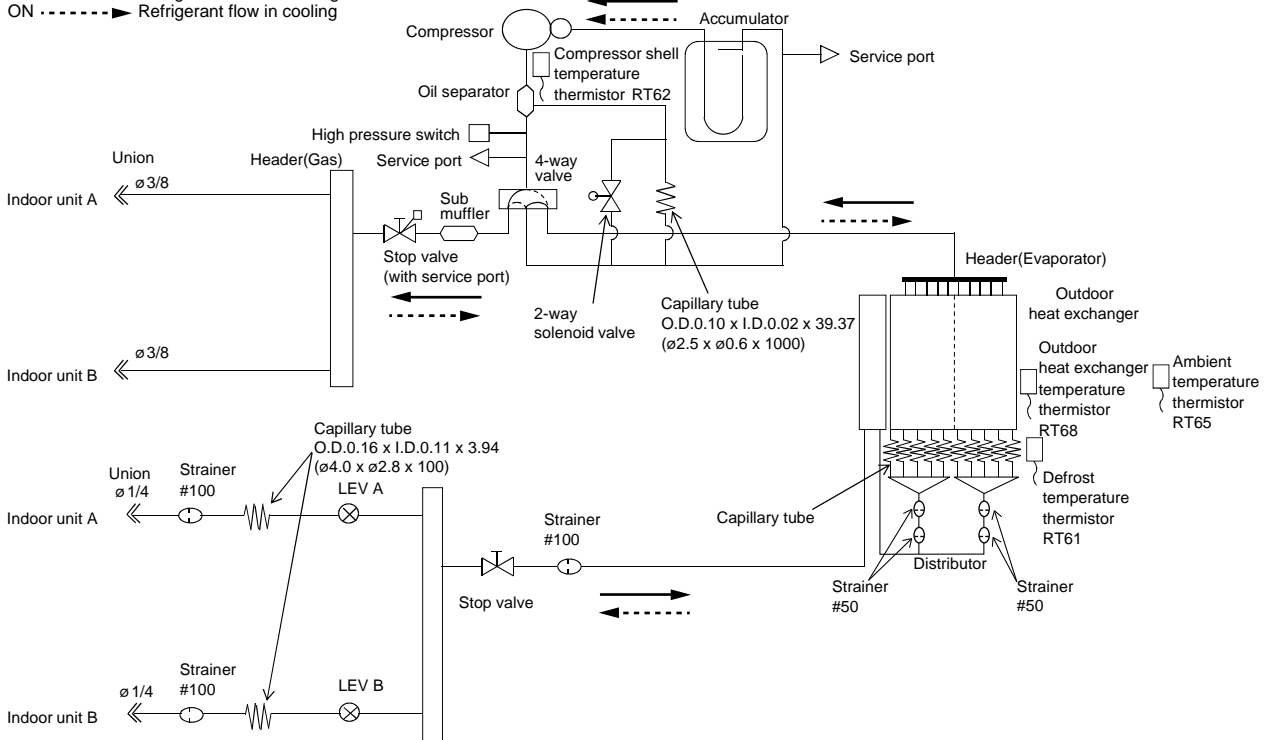 ON Refrigerant flow in cooling
Compressor
Accumulator
Service port
Compressor shell
temperature
thermistor RT62
Oil separator
High pressure switch
Service port
4-way
valve
Union
Header(Gas)
ø 3/8
Indoor unit A
Sub
muffler
Stop valve
(with service port)
2-way
solenoid valve
Capillary tube
O.D.0.10 x I.D.0.02 x 39.37
(ø2.5 x ø0.6 x 1000)
Header(Evaporator)
Outdoor
heat exchanger
Outdoor
heat exchanger
temperature
thermistor
RT68
Ambient
temperature
thermistor
RT65
ø 3/8
Indoor unit B
Capillary tube
O.D.0.16 x I.D.0.11 x 3.94
(ø4.0 x ø2.8 x 100)
Union
ø 1/4
Strainer
#100
LEV A
Indoor unit A
Strainer
#100
Stop valve
Capillary tube
Defrost
temperature
thermistor
RT61
Distributor
Strainer
#50
Strainer
#50
ø 1/4
Strainer
#100
LEV B
Indoor unit B